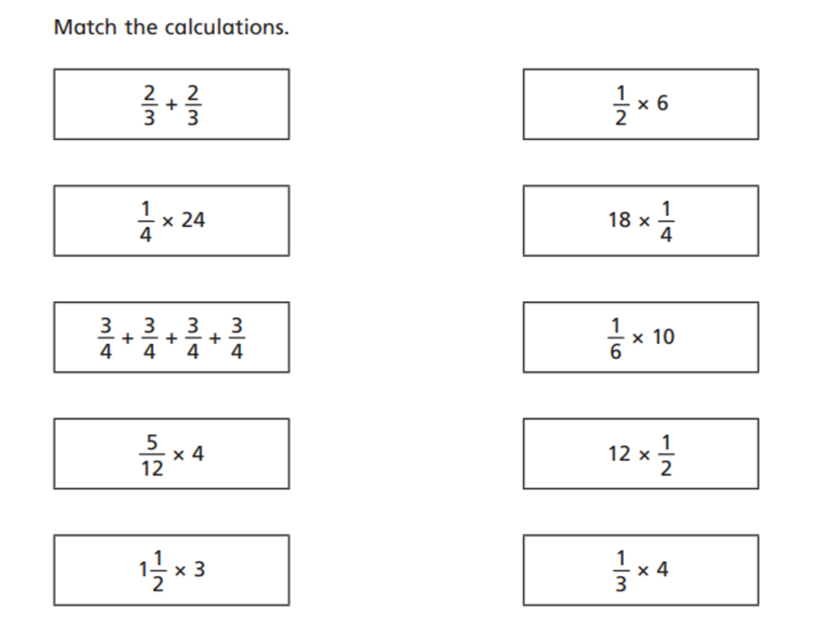 Match the calculations.
2/3 + 2/3
1/2 × 6
1/4 × 24
18 × 1/4
3/4 + 3/4 + 3/4 + 3/4
1/6 × 10
5/12 × 4
12 × 1/2
1 1/2 × 3
1/3 × 4